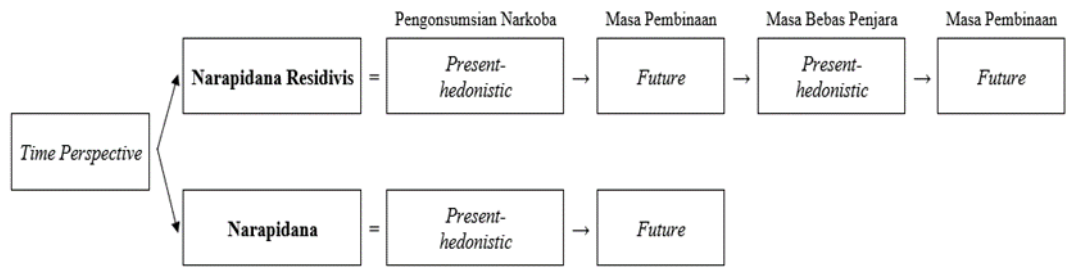 Pengonsumsian Narkoba Masa Pembinaan Masa Bebas Penjara Masa Pembinaan
Narapidana Residivis = Present-
hedonistic → Future → Present-
hedonistic → Future
Time Perspective
Narapidana = Present-
hedonistic → Future